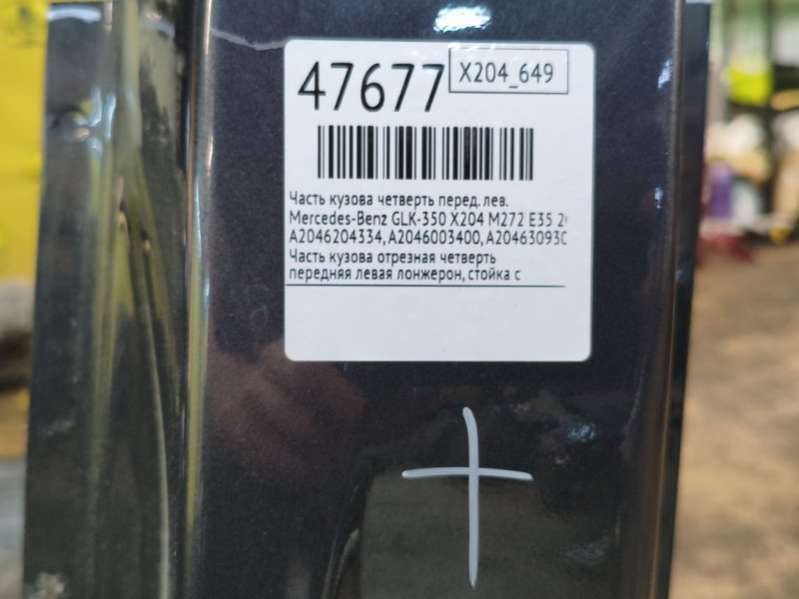 47677
X204_649
Часть кузова четверть перед. лев.
Mercedes-Benz GLK-350 X204 M272 E35
A2046204334, A2046003400, A20463093
Часть кузова отрезная четверть
передняя левая лонжерон, стойка с